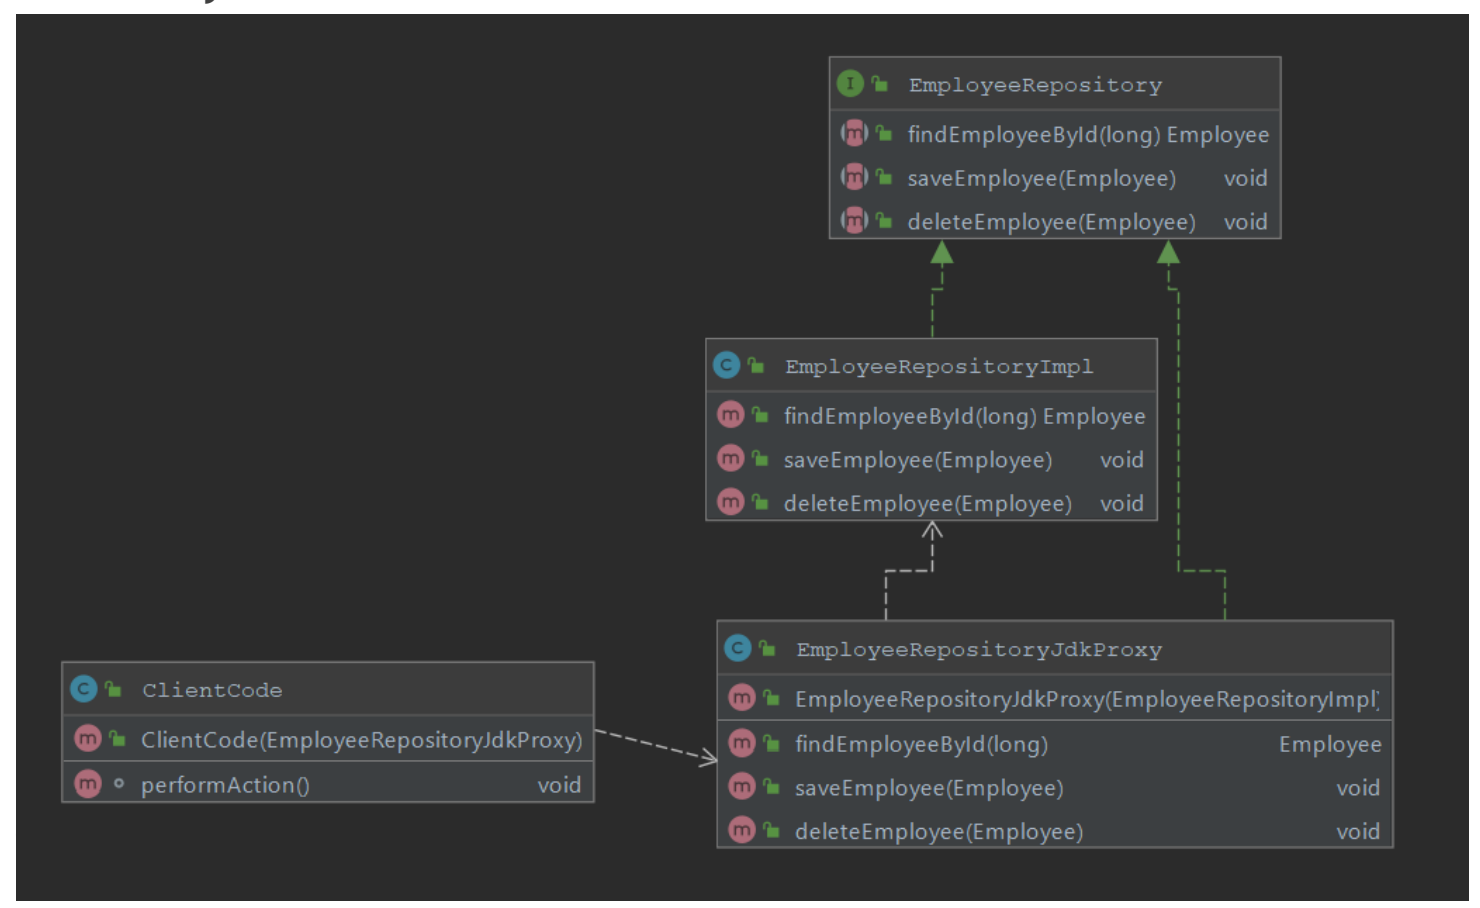 EmployeeRepository
findEmployeeById(long) Employee
saveEmployee(Employee) void
deleteEmployee(Employee) void
EmployeeRepositoryImpl
findEmployeeById(long) Employee
saveEmployee(Employee) void
deleteEmployee(Employee) void
EmployeeRepositoryJdkProxy
EmployeeRepositoryJdkProxy(EmployeeRepositoryImpl)
findEmployeeById(long) Employee
saveEmployee(Employee) void
deleteEmployee(Employee) void
ClientCode
ClientCode(EmployeeRepositoryJdkProxy)
performAction() void